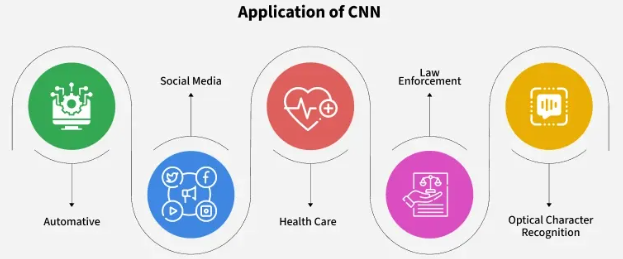 Application of CNN
Automative
Social Media
Health Care
Law
Enforcement
Optical Character
Recognition